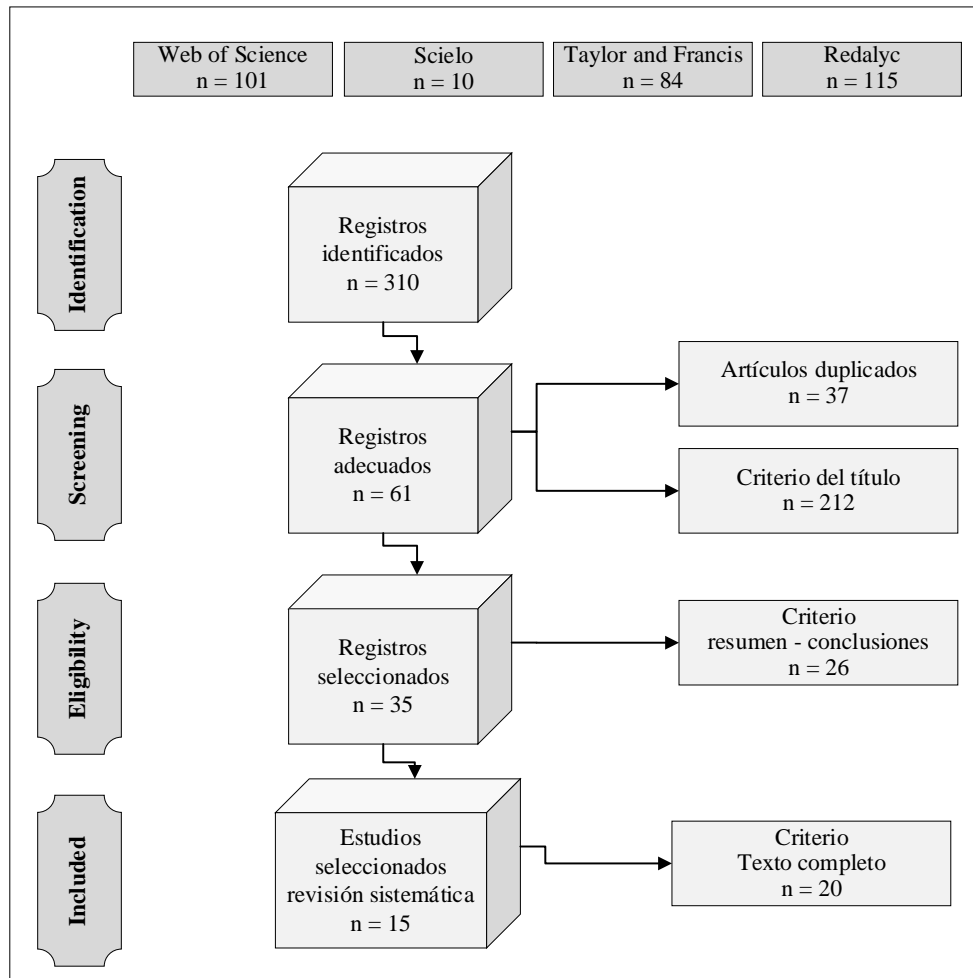 Web of Science
n = 101
Scielo
n = 10
Taylor and Francis
n = 84
Redalyc
n = 115
Identification
Registros
identificados
n = 310
Screening
Registros
adecuados
n = 61
Artículos duplicados
n = 37
Criterio del título
n = 212
Eligibility
Registros
seleccionados
n = 35
Criterio
resumen - conclusiones
n = 26
Included
Estudios
seleccionados
revisión sistemática
n = 15
Criterio
Texto completo
n = 20